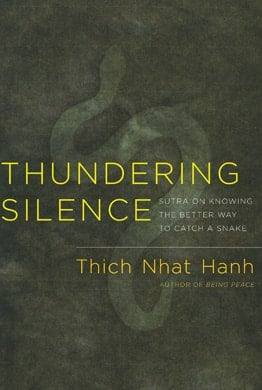 THUNDERING
SILENCE
SUTRA ON KNOWING
THE BETTER WAY
TO CATCH A SNAKE
Thich Nhat Hanh
AUTHOR OF BEING PEACE